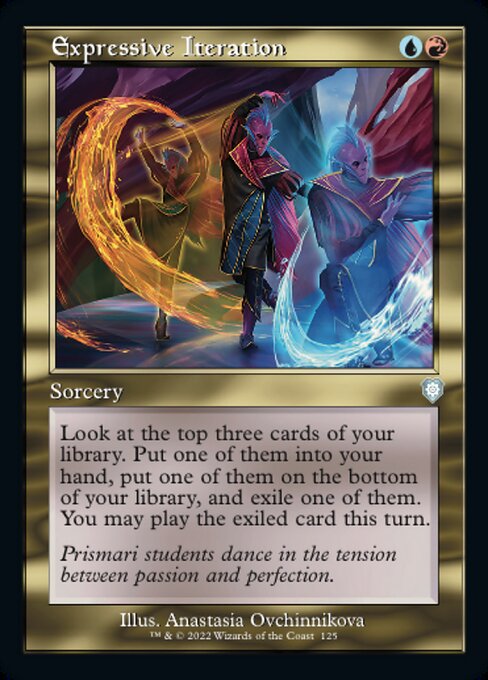 Expressive Iteration
Sorcery
Look at the top three cards of your
library. Put one of them into your
hand, put one of them on the bottom
of your library, and exile one of them.
You may play the exiled card this turn.
Prismari students dance in the tension
between passion and perfection.
Illus. Anastasia Ovchinnikova
™ & © 2022 Wizards of the Coast 125